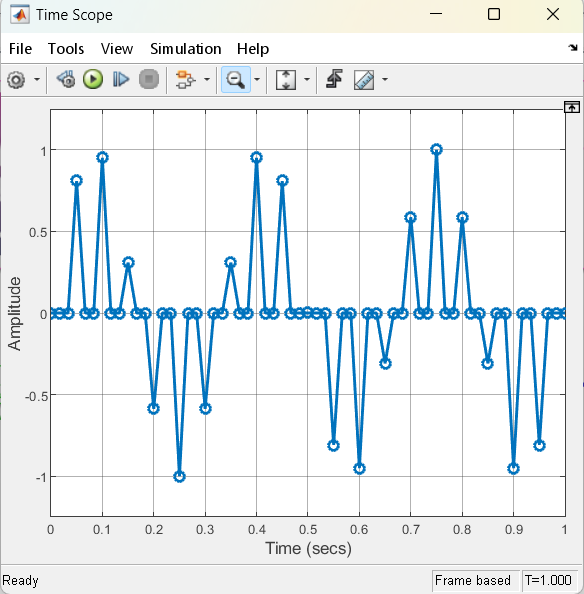 Time Scope
File Tools View Simulation Help
1
0.5
0
-0.5
-1
Amplitude
0 0.1 0.2 0.3 0.4 0.5 0.6 0.7 0.8 0.9 1
Time (secs)
Ready Frame based T=1.000